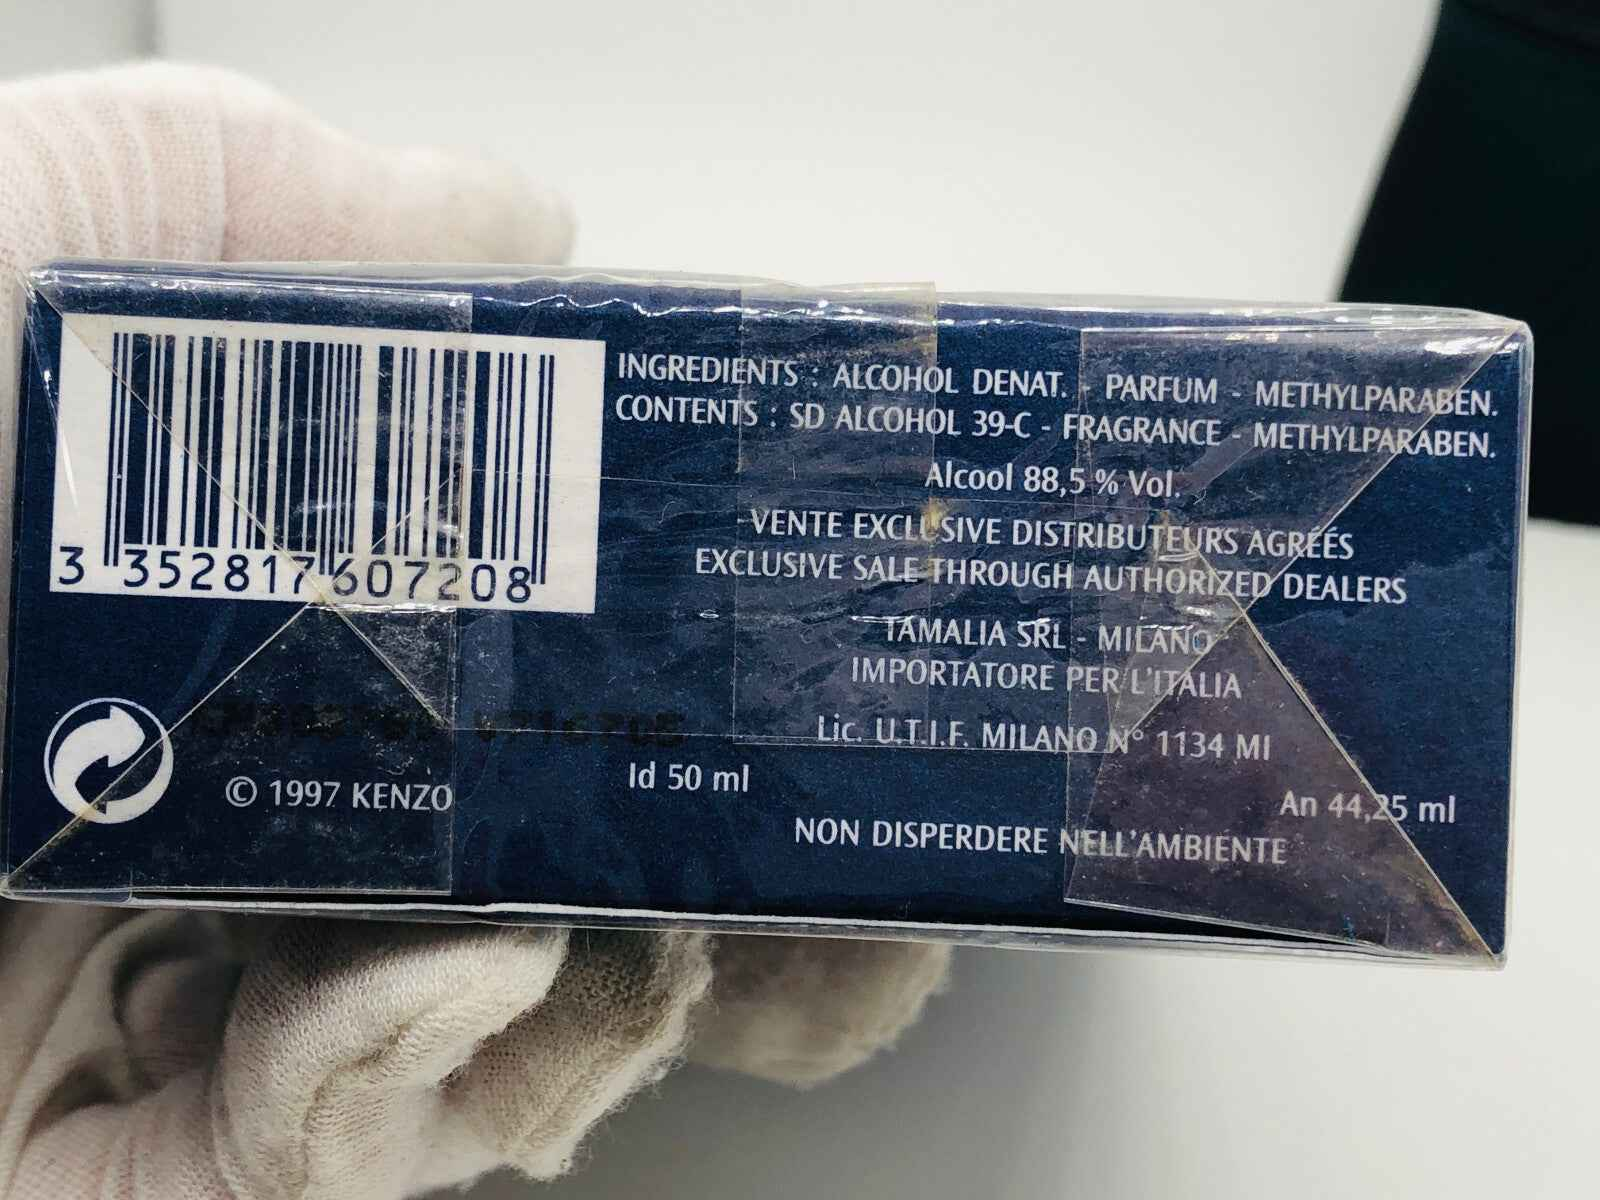 INGREDIENTS : ALCOHOL DENAT. - PARFUM - METHYLPARABEN.
CONTENTS : SD ALCOHOL 39-C - FRAGRANCE - METHYLPARABEN.
Alcool 88,5 % Vol.
VENTE EXCLUSIVE DISTRIBUTEURS AGRÉÉS
EXCLUSIVE SALE THROUGH AUTHORIZED DEALERS
3 352817 607208
TAMALIA SRL - MILANO
IMPORTATORE PER L'ITALIA
Lic. U.T.I.F. MILANO N° 1134 MI
Id 50 ml
© 1997 KENZO
An 44,25 ml
NON DISPERDERE NELL'AMBIENTE